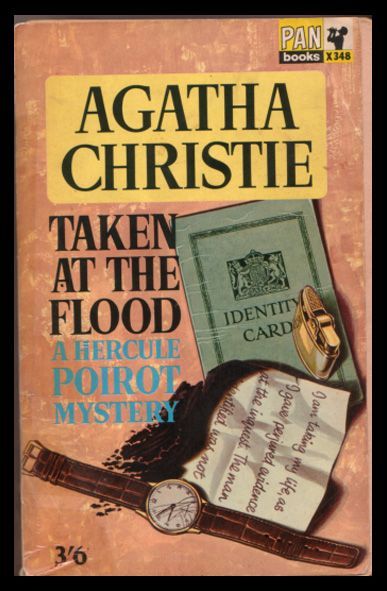 PAN
books X348
AGATHA
CHRISTIE
TAKEN
AT THE
FLOOD
A HERCULE
POIROT
MYSTERY
IDENTITY
CARD
I am taking my life, as
I gave perjured evidence
at the inquest. The man
identified was not
3/6